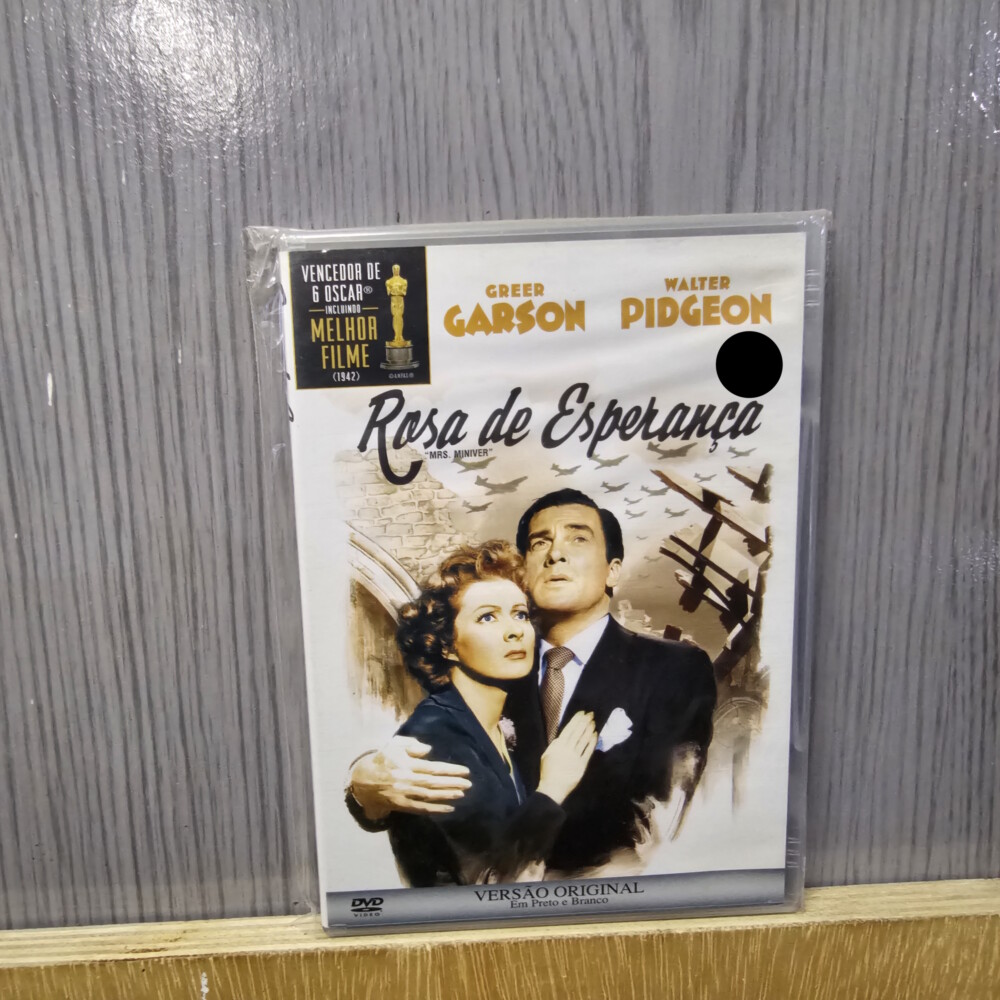 VENCEDOR DE
6 OSCAR®
INCLUINDO
MELHOR
FILME
(1942)
GREER
GARSON
WALTER
PIDGEON
Rosa de Esperança
"MRS. MINIVER"
VERSÃO ORIGINAL
Em Preto e Branco
DVD
VIDEO